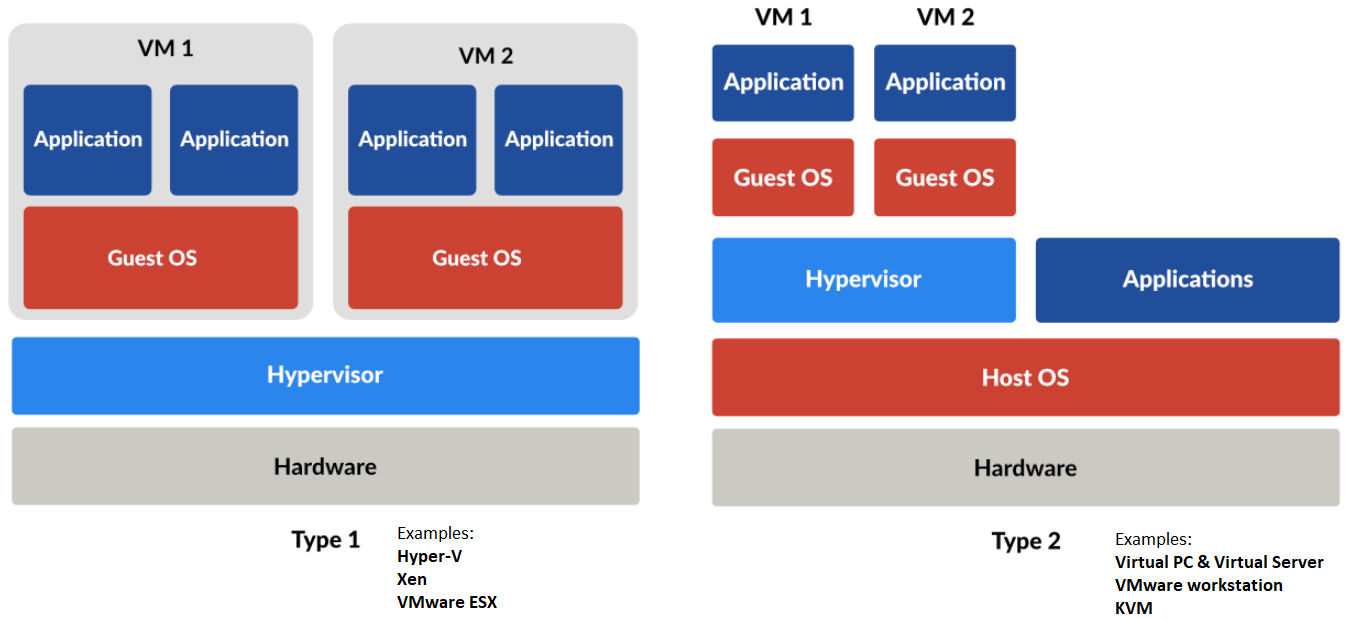 VM 1
VM 2
Application
Application
Application
Application
Guest OS
Guest OS
Hypervisor
Hardware
Type 1
Examples:
Hyper-V
Xen
VMware ESX
VM 1
VM 2
Application
Application
Guest OS
Guest OS
Hypervisor
Applications
Host OS
Hardware
Type 2
Examples:
Virtual PC & Virtual Server
VMware workstation
KVM